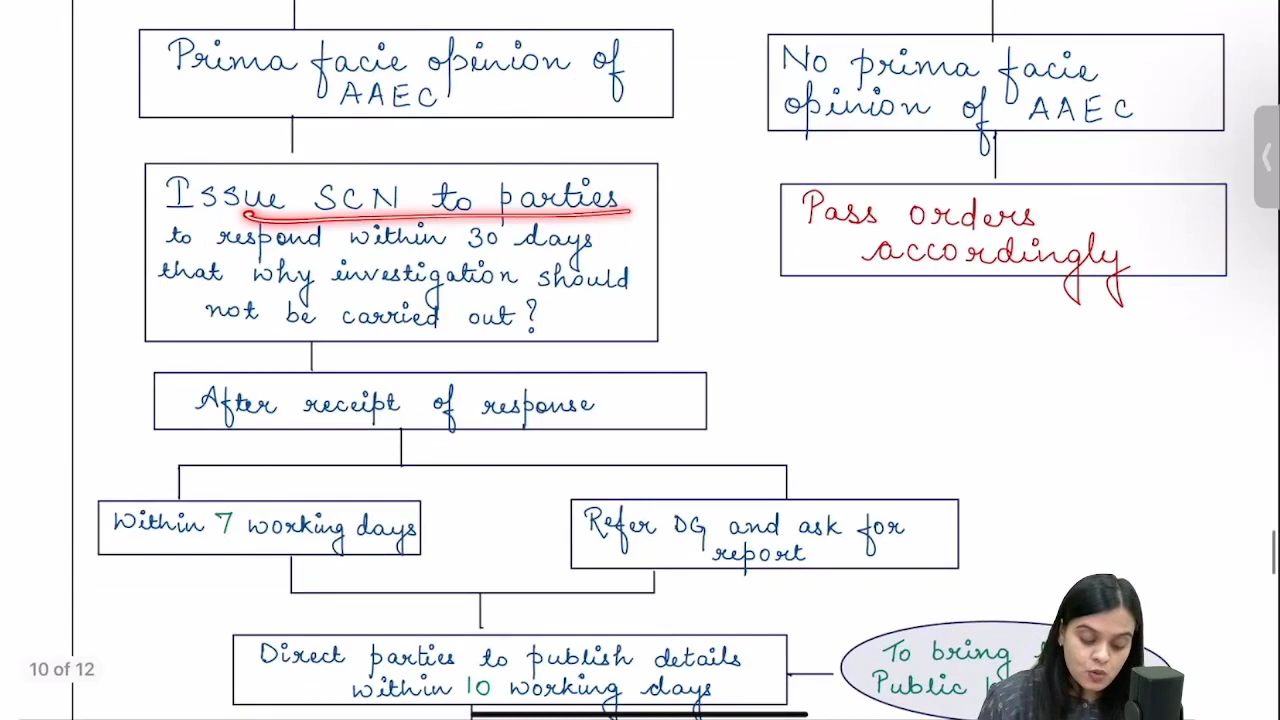 Prima facie opinion of
AAEC
No prima facie
opinion of AAEC
Issue SCN to parties
to respond within 30 days
that why investigation should
not be carried out?
Pass orders
accordingly
After receipt of response
Within 7 working days
Refer DG and ask for
report
Direct parties to publish details
within 10 working days
To bring
Public
10 of 12